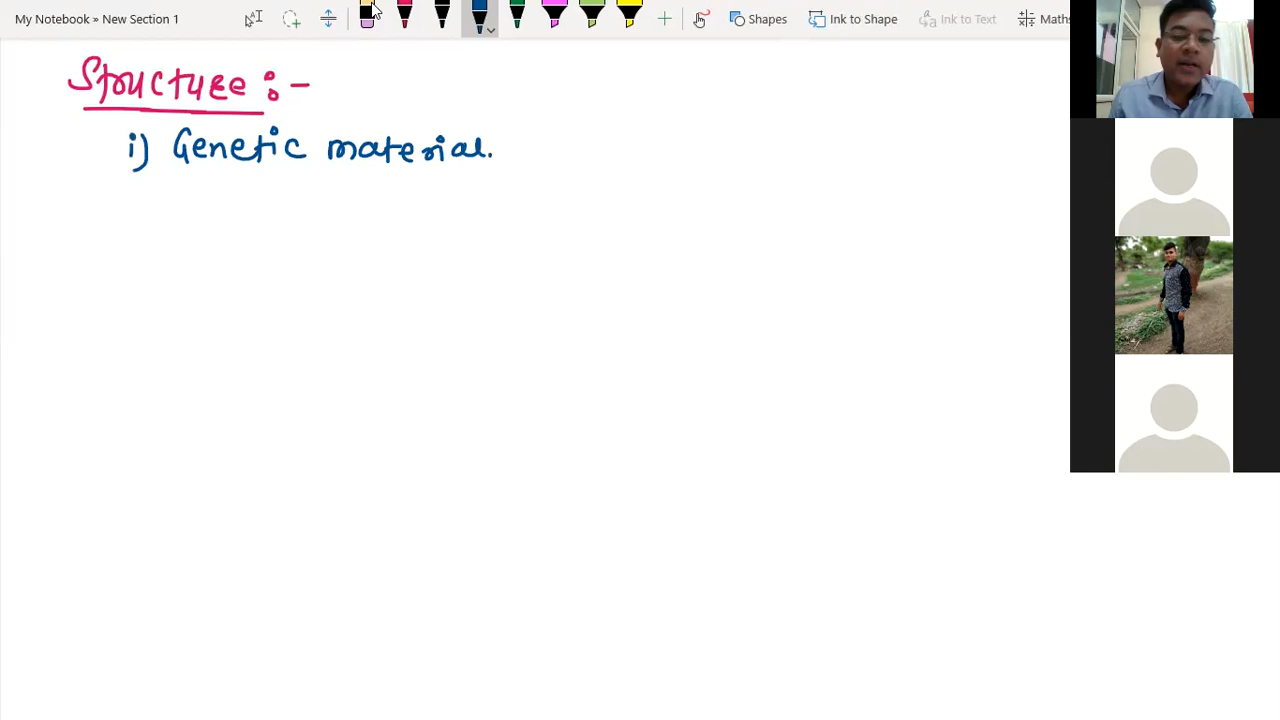 My Notebook » New Section 1
Shapes
Ink to Shape
Ink to Text
Maths
Structure :-
i) Genetic material.